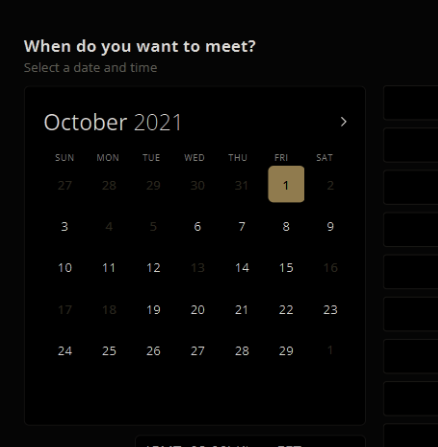 When do you want to meet?
Select a date and time
October 2021
SUN MON TUE WED THU FRI SAT
27 28 29 30 31 1 2
3 4 5 6 7 8 9
10 11 12 13 14 15 16
17 18 19 20 21 22 23
24 25 26 27 28 29 1